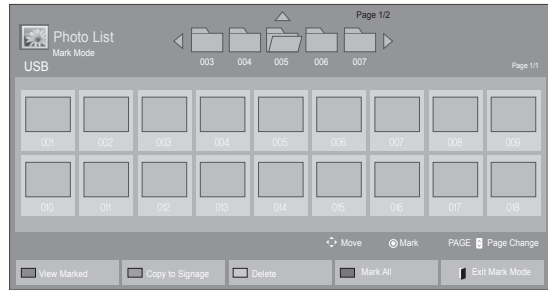 Page 1/2
Photo List
Mark Mode
USB
003 004 005 006 007
Page 1/1
001 002 003 004 005 006 007 008 009
010 011 012 013 014 015 016 017 018
Move Mark PAGE Page Change
View Marked Copy to Signage Delete Mark All Exit Mark Mode